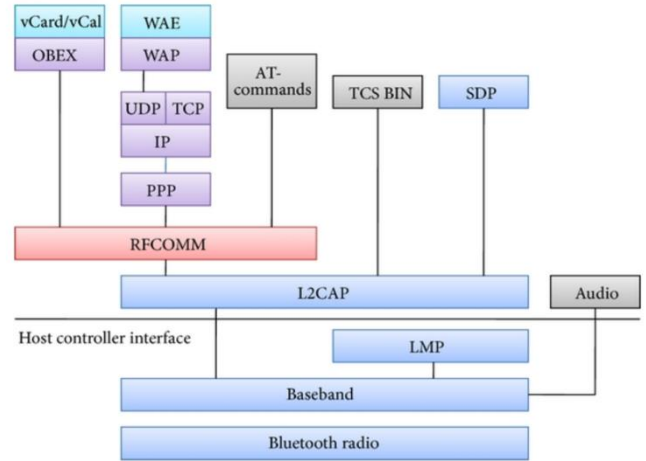 vCard/vCal
WAE
OBEX
WAP
AT-
commands
TCS BIN
SDP
UDP
TCP
IP
PPP
RFCOMM
L2CAP
Audio
Host controller interface
LMP
Baseband
Bluetooth radio